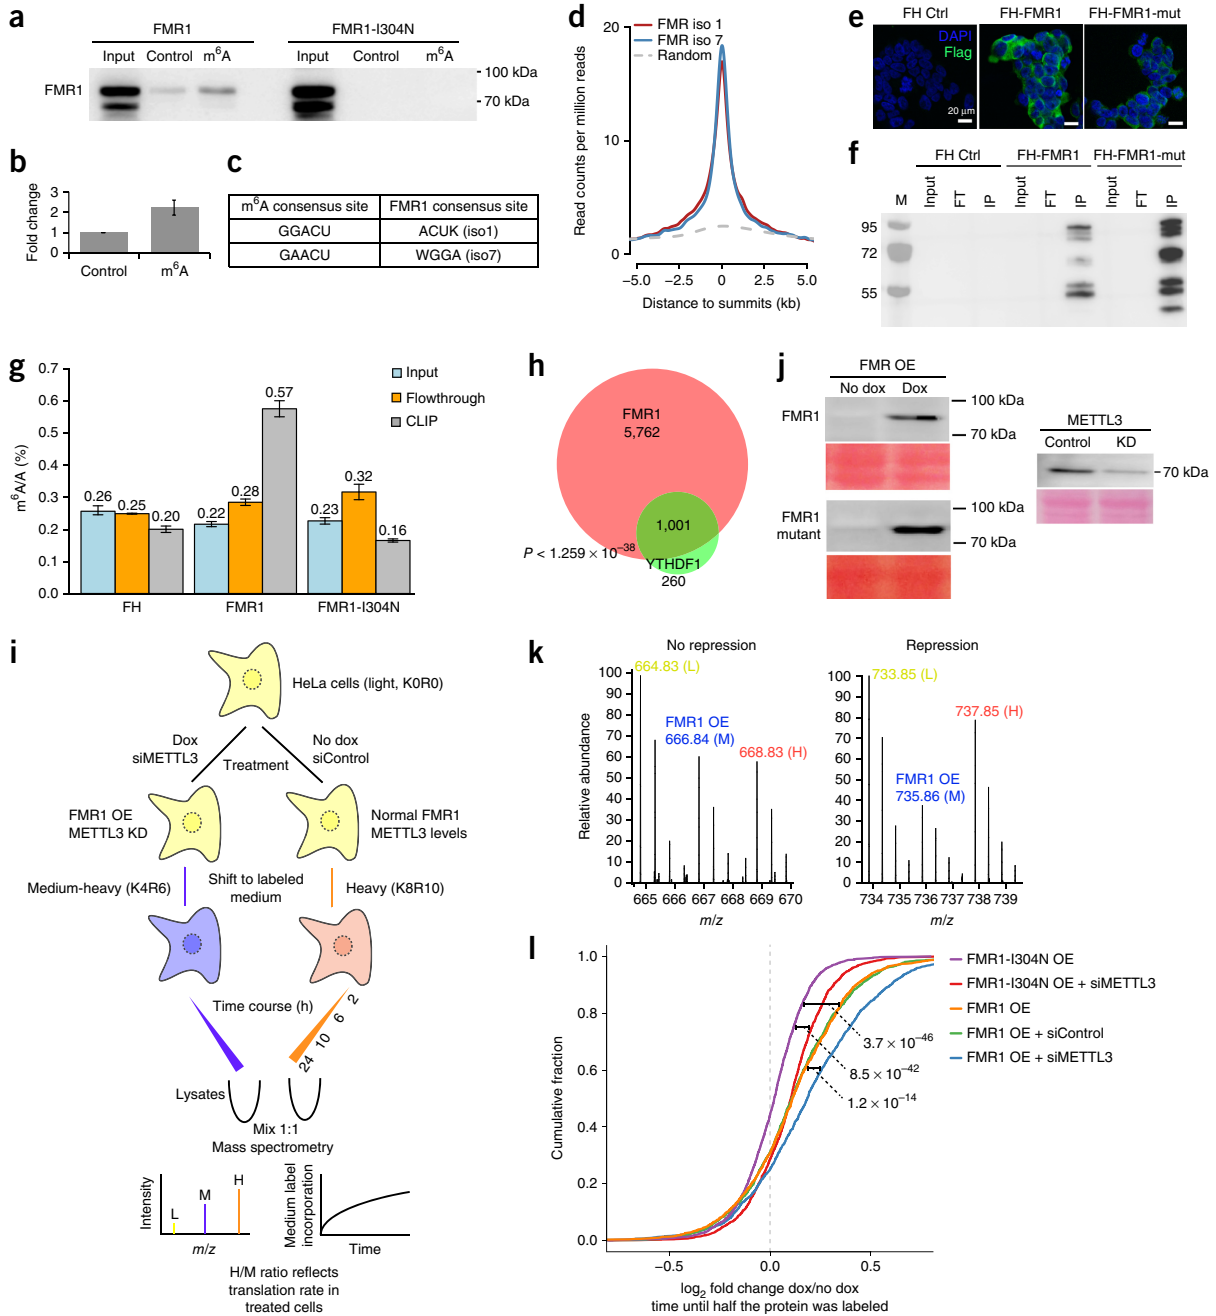 a
FMR1
FMR1-I304N
Input Control m6A
Input Control m6A
FMR1
100 kDa
70 kDa
b
Fold change
3
2
1
0
Control
m6A
c
m6A consensus site FMR1 consensus site
GGACU ACUK (iso1)
GAACU WGGA (iso7)
d
FMR iso 1
FMR iso 7
Random
Read counts per million reads
20
10
0
−5.0 −2.5 0 2.5 5.0
Distance to summits (kb)
e
FH Ctrl FH-FMR1 FH-FMR1-mut
DAPI
Flag
20 μm
f
FH Ctrl FH-FMR1 FH-FMR1-mut
M Input FT IP Input FT IP Input FT IP
95
72
55
g
m6A/A (%)
0.7
0.6
0.5
0.4
0.3
0.2
0.1
0.0
Input
Flowthrough
CLIP
0.26 0.25 0.20
0.22 0.28 0.57
0.23 0.32 0.16
FH FMR1 FMR1-I304N
h
FMR1
5,762
1,001
P < 1.259 × 10−38
YTHDF1
260
j
FMR OE
No dox Dox
FMR1
100 kDa
70 kDa
FMR1
mutant
100 kDa
70 kDa
METTL3
Control KD
70 kDa
i
HeLa cells (light, K0R0)
Dox
siMETTL3
No dox
siControl
Treatment
FMR1 OE
METTL3 KD
Normal FMR1
METTL3 levels
Medium-heavy (K4R6)
Shift to labeled
medium
Heavy (K8R10)
Time course (h)
2
6
10
24
Lysates
Mix 1:1
Mass spectrometry
Intensity
L M H
m/z
Medium label
incorporation
Time
H/M ratio reflects
translation rate in
treated cells
k
No repression
Relative abundance
100
90
80
70
60
50
40
30
20
10
0
664.83 (L)
FMR1 OE
666.84 (M)
668.83 (H)
665 666 667 668 669 670
m/z
Repression
100
90
80
70
60
50
40
30
20
10
0
733.85 (L)
737.85 (H)
FMR1 OE
735.86 (M)
734 735 736 737 738 739
m/z
l
Cumulative fraction
1.0
0.8
0.6
0.4
0.2
0.0
FMR1-I304N OE
FMR1-I304N OE + siMETTL3
FMR1 OE
FMR1 OE + siControl
FMR1 OE + siMETTL3
3.7 × 10−46
8.5 × 10−42
1.2 × 10−14
−0.5 0.0 0.5
log2 fold change dox/no dox
time until half the protein was labeled